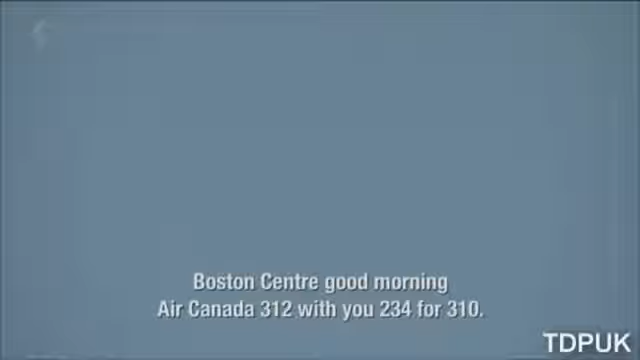 Boston Centre good morning
Air Canada 312 with you 234 for 310.
TDPUK